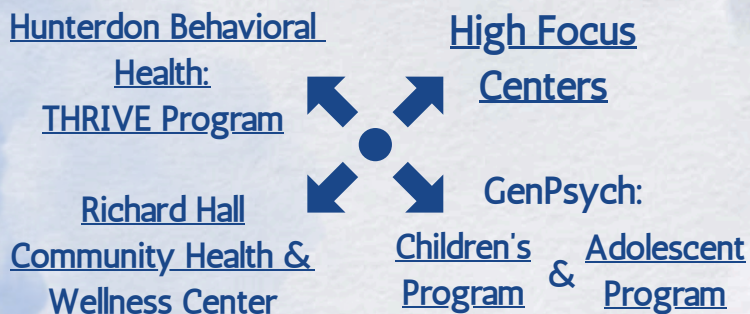 Hunterdon Behavioral
Health:
THRIVE Program
High Focus
Centers
Richard Hall
Community Health &
Wellness Center
GenPsych:
Children's
Program
&
Adolescent
Program